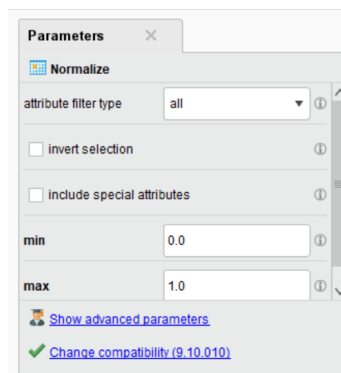 Parameters
Normalize
attribute filter type all
invert selection
include special attributes
min 0.0
max 1.0
Show advanced parameters
Change compatibility (9.10.010)